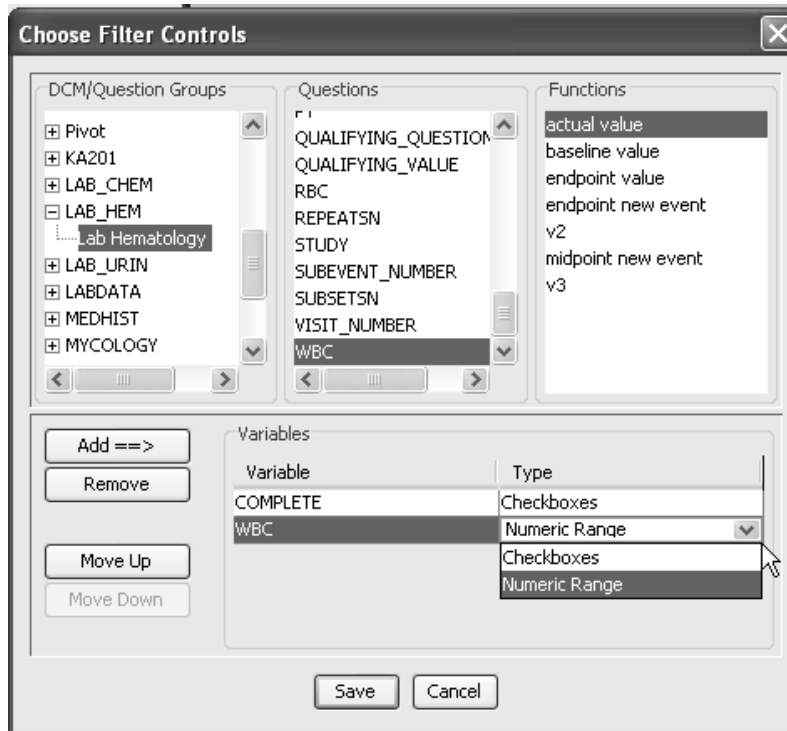 Choose Filter Controls
DCM/Question Groups
Pivot
KA201
LAB_CHEM
LAB_HEM
Lab Hematology
LAB_URIN
LABDATA
MEDHIST
MYCOLOGY
Questions
QUALIFYING_QUESTION
QUALIFYING_VALUE
RBC
REPEATSN
STUDY
SUBEVENT_NUMBER
SUBSETSN
VISIT_NUMBER
WBC
Functions
actual value
baseline value
endpoint value
endpoint new event
v2
midpoint new event
v3
Add ==>
Remove
Move Up
Move Down
Variables
Variable Type
COMPLETE Checkboxes
WBC Numeric Range
Checkboxes
Numeric Range
Save Cancel